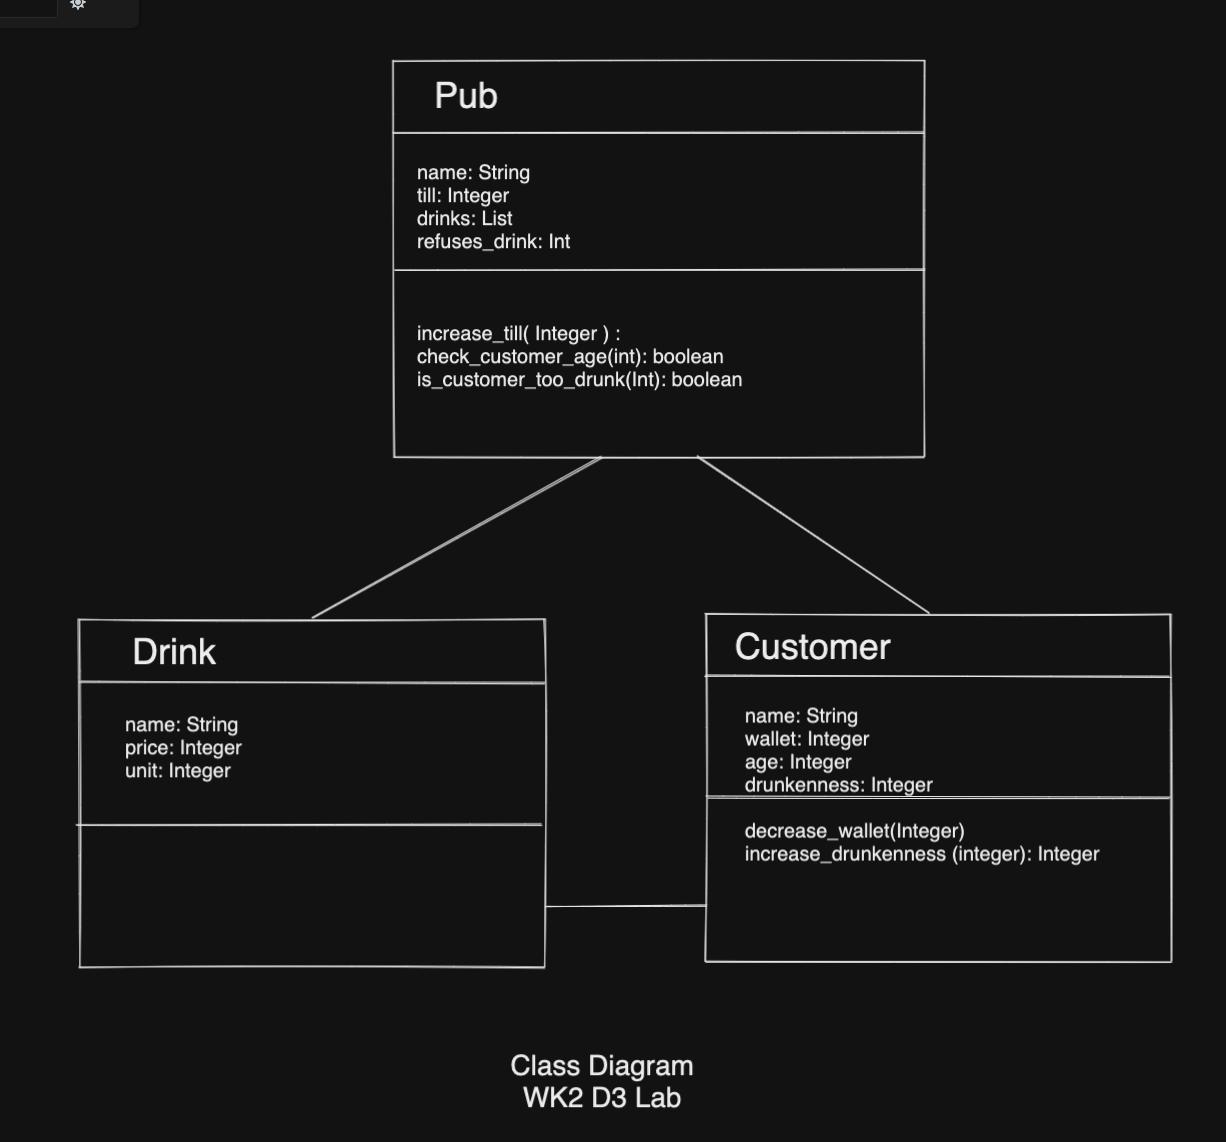 Pub
name: String
till: Integer
drinks: List
refuses_drink: Int
increase_till( Integer ) :
check_customer_age(int): boolean
is_customer_too_drunk(Int): boolean
Drink
name: String
price: Integer
unit: Integer
Customer
name: String
wallet: Integer
age: Integer
drunkenness: Integer
decrease_wallet(Integer)
increase_drunkenness (integer): Integer
Class Diagram
WK2 D3 Lab